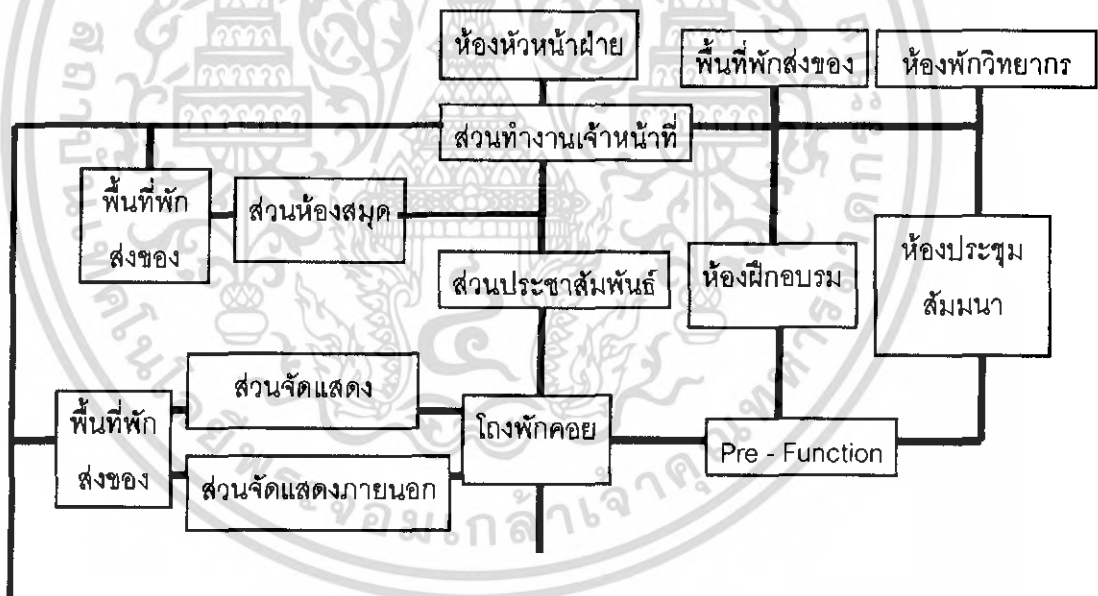 ห้องหัวหน้าฝ่าย
พื้นที่พักส่งของ
ห้องพักวิทยากร
ส่วนทำงานเจ้าหน้าที่
พื้นที่พัก
ส่งของ
ส่วนห้องสมุด
ส่วนประชาสัมพันธ์
ห้องฝึกอบรม
ห้องประชุม
สัมมนา
ส่วนจัดแสดง
พื้นที่พัก
ส่งของ
โถงพักคอย
Pre - Function
ส่วนจัดแสดงภายนอก